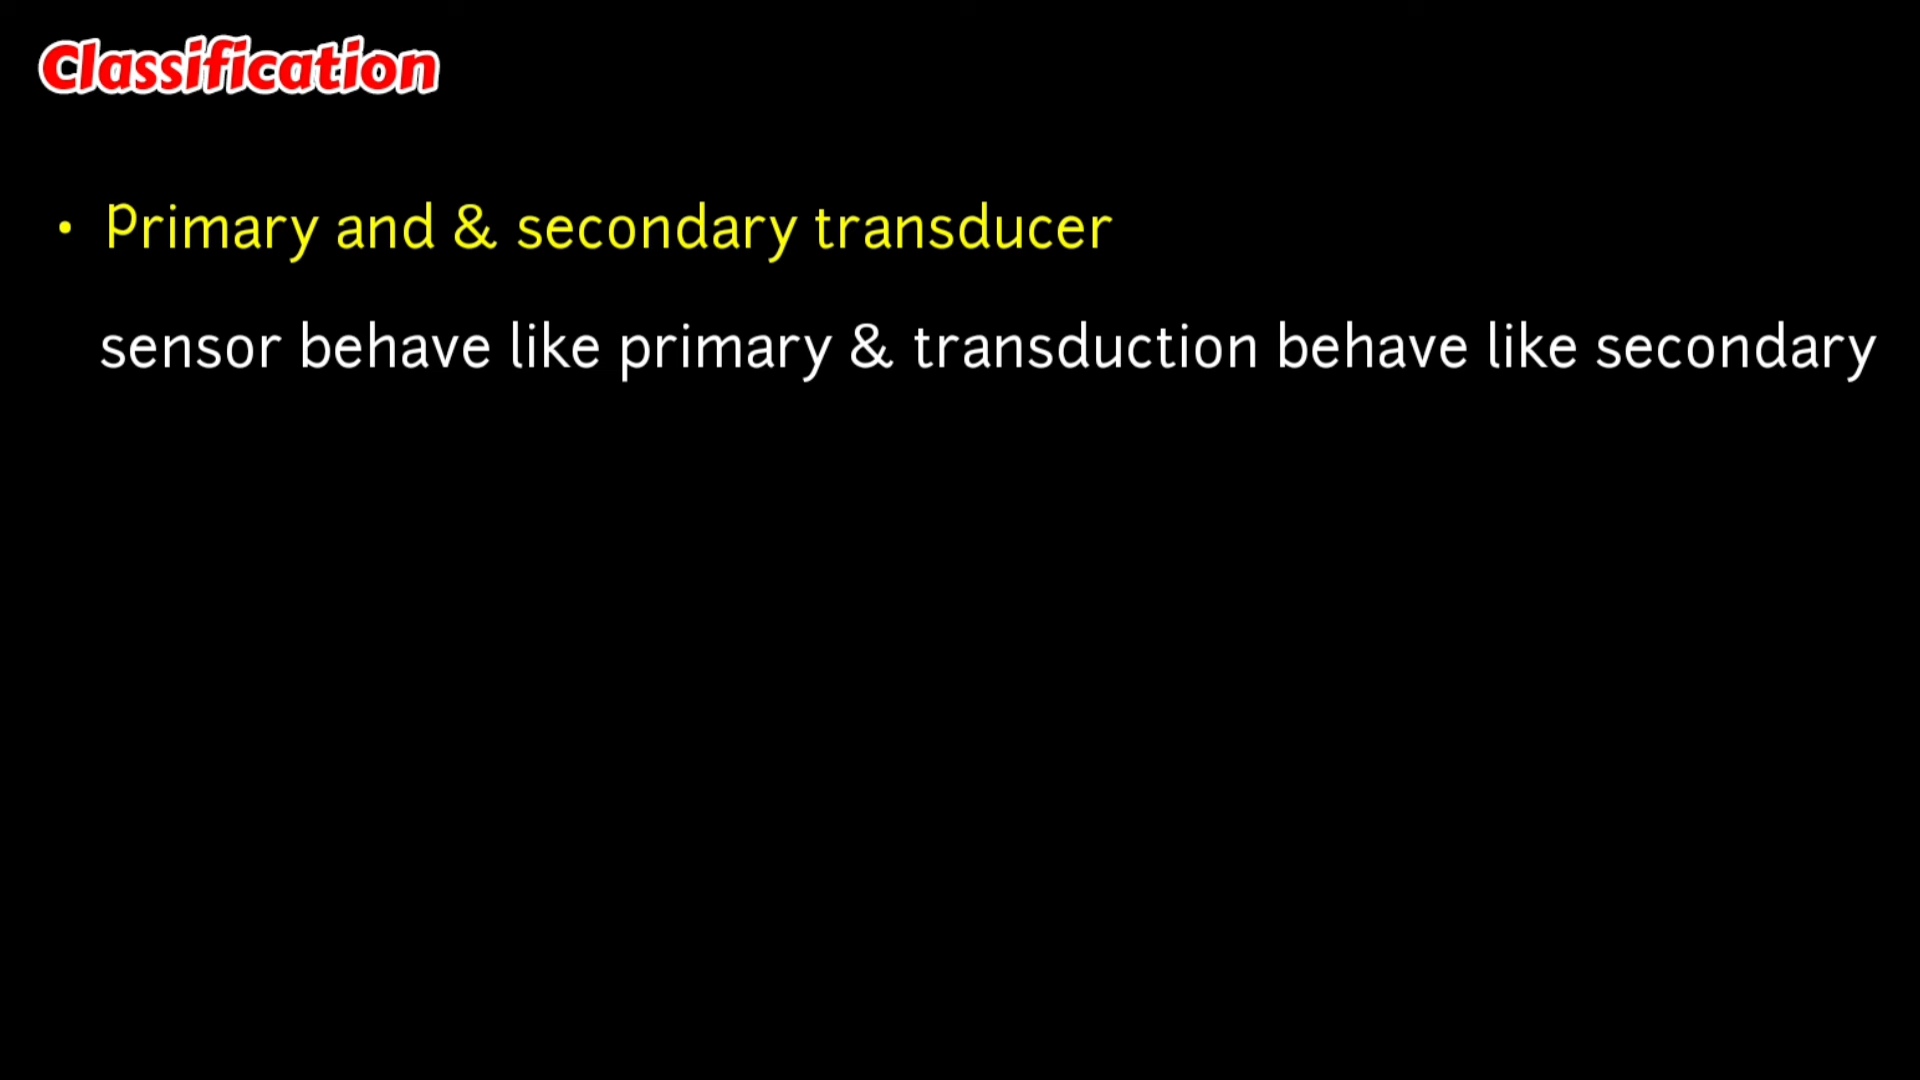 Classification
• Primary and & secondary transducer
sensor behave like primary & transduction behave like secondary